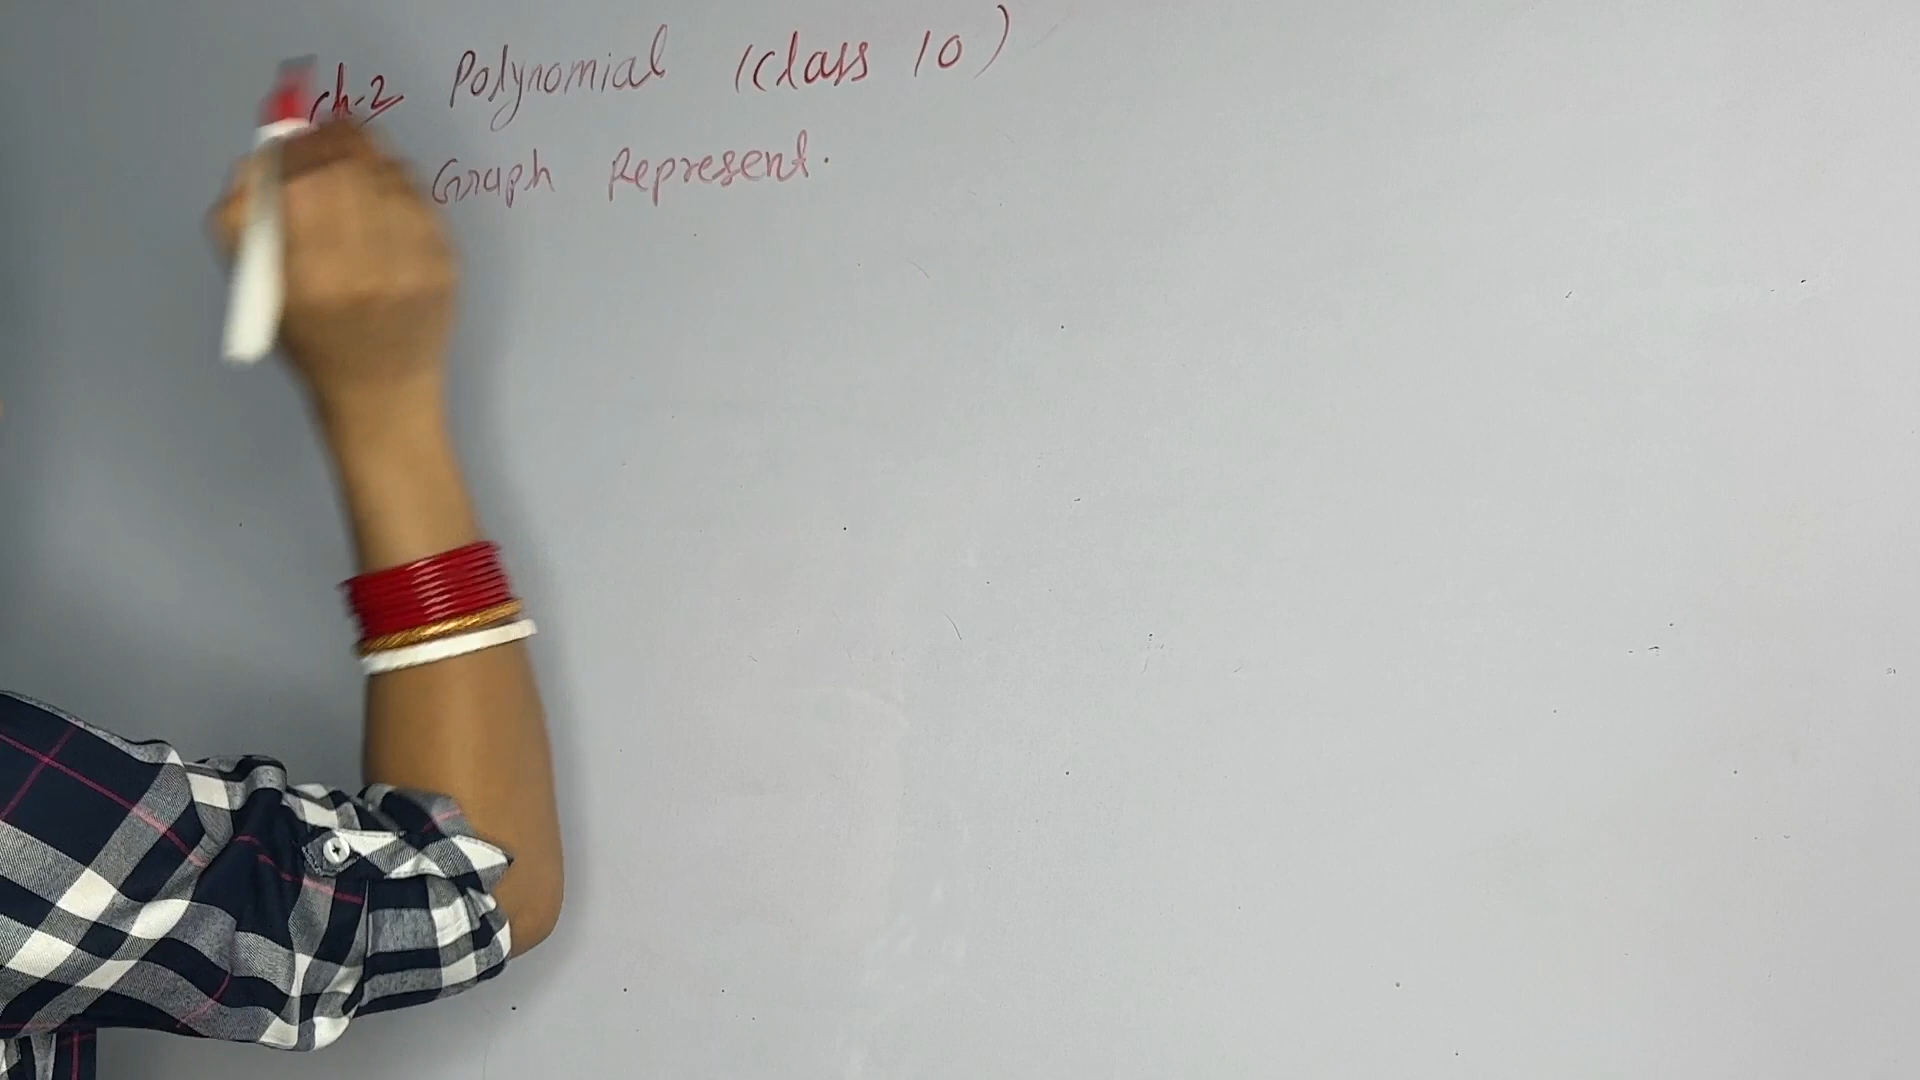 Ch-2 Polynomial (Class 10)
Graph Represent.